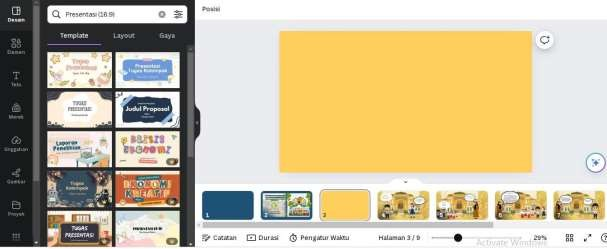 Desain
Elemen
Teks
Merek
Unggahan
Gambar
Proyek
Presentasi (16:9)
Template
Layout
Gaya
Tugas
Presentasi
Presentasi
Tugas Kelompok
TUGAS
PRESENTASI
Judul Proposal
Laporan
Penelitian
BISNIS
EKONOMI
Tugas
Kelompok
EKONOMI
KREATIF
TUGAS
PRESENTASI
Posisi
1
2
3
4
5
6
7
Catatan
Durasi
Pengatur Waktu
Halaman 3 / 9
29%
Activate Windows